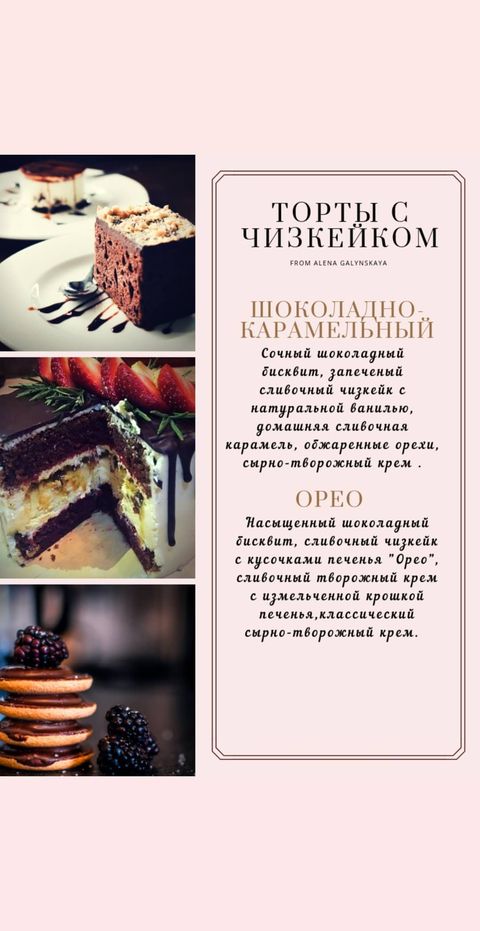 ТОРТЫ С
ЧИЗКЕЙКОМ
FROM ALENA GALYNSKAYA
ШОКОЛАДНО-
КАРАМЕЛЬНЫЙ
Сочный шоколадный
бисквит, запеченый
сливочный чизкейк с
натуральной ванилью,
домашняя сливочная
карамель, обжаренные орехи,
сырно-творожный крем .
ОРЕО
Насыщенный шоколадный
бисквит, сливочный чизкейк
с кусочками печенья "Орео",
сливочный творожный крем
с измельченной крошкой
печенья,классический
сырно-творожный крем.